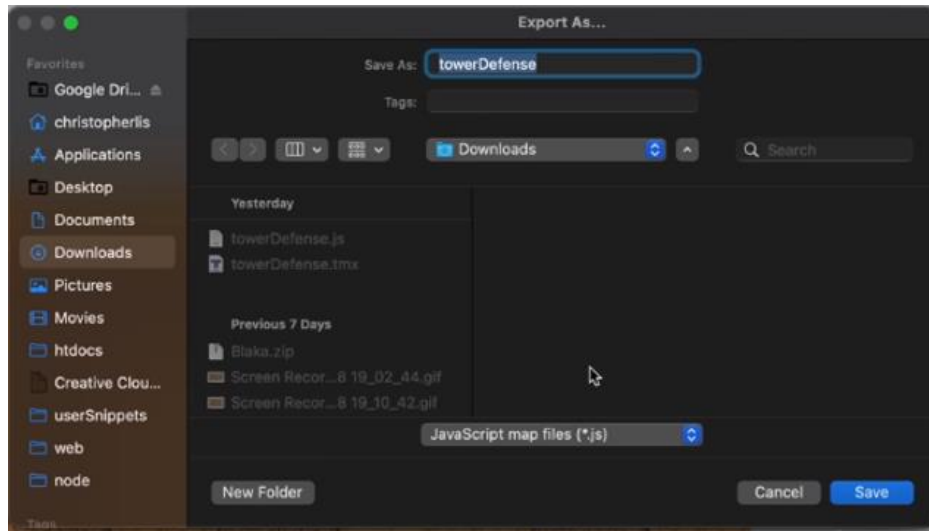 Export As...
Favorites
Google Dri...
christopherlis
Applications
Desktop
Documents
Downloads
Pictures
Movies
htdocs
Creative Clou...
userSnippets
web
node
Tags
Save As: towerDefense
Tags:
Downloads
Search
Yesterday
towerDefense.js
towerDefense.tmx
Previous 7 Days
Blaka.zip
Screen Recor...8 19_02_44.gif
Screen Recor...8 19_10_42.gif
JavaScript map files (*.js)
New Folder
Cancel
Save